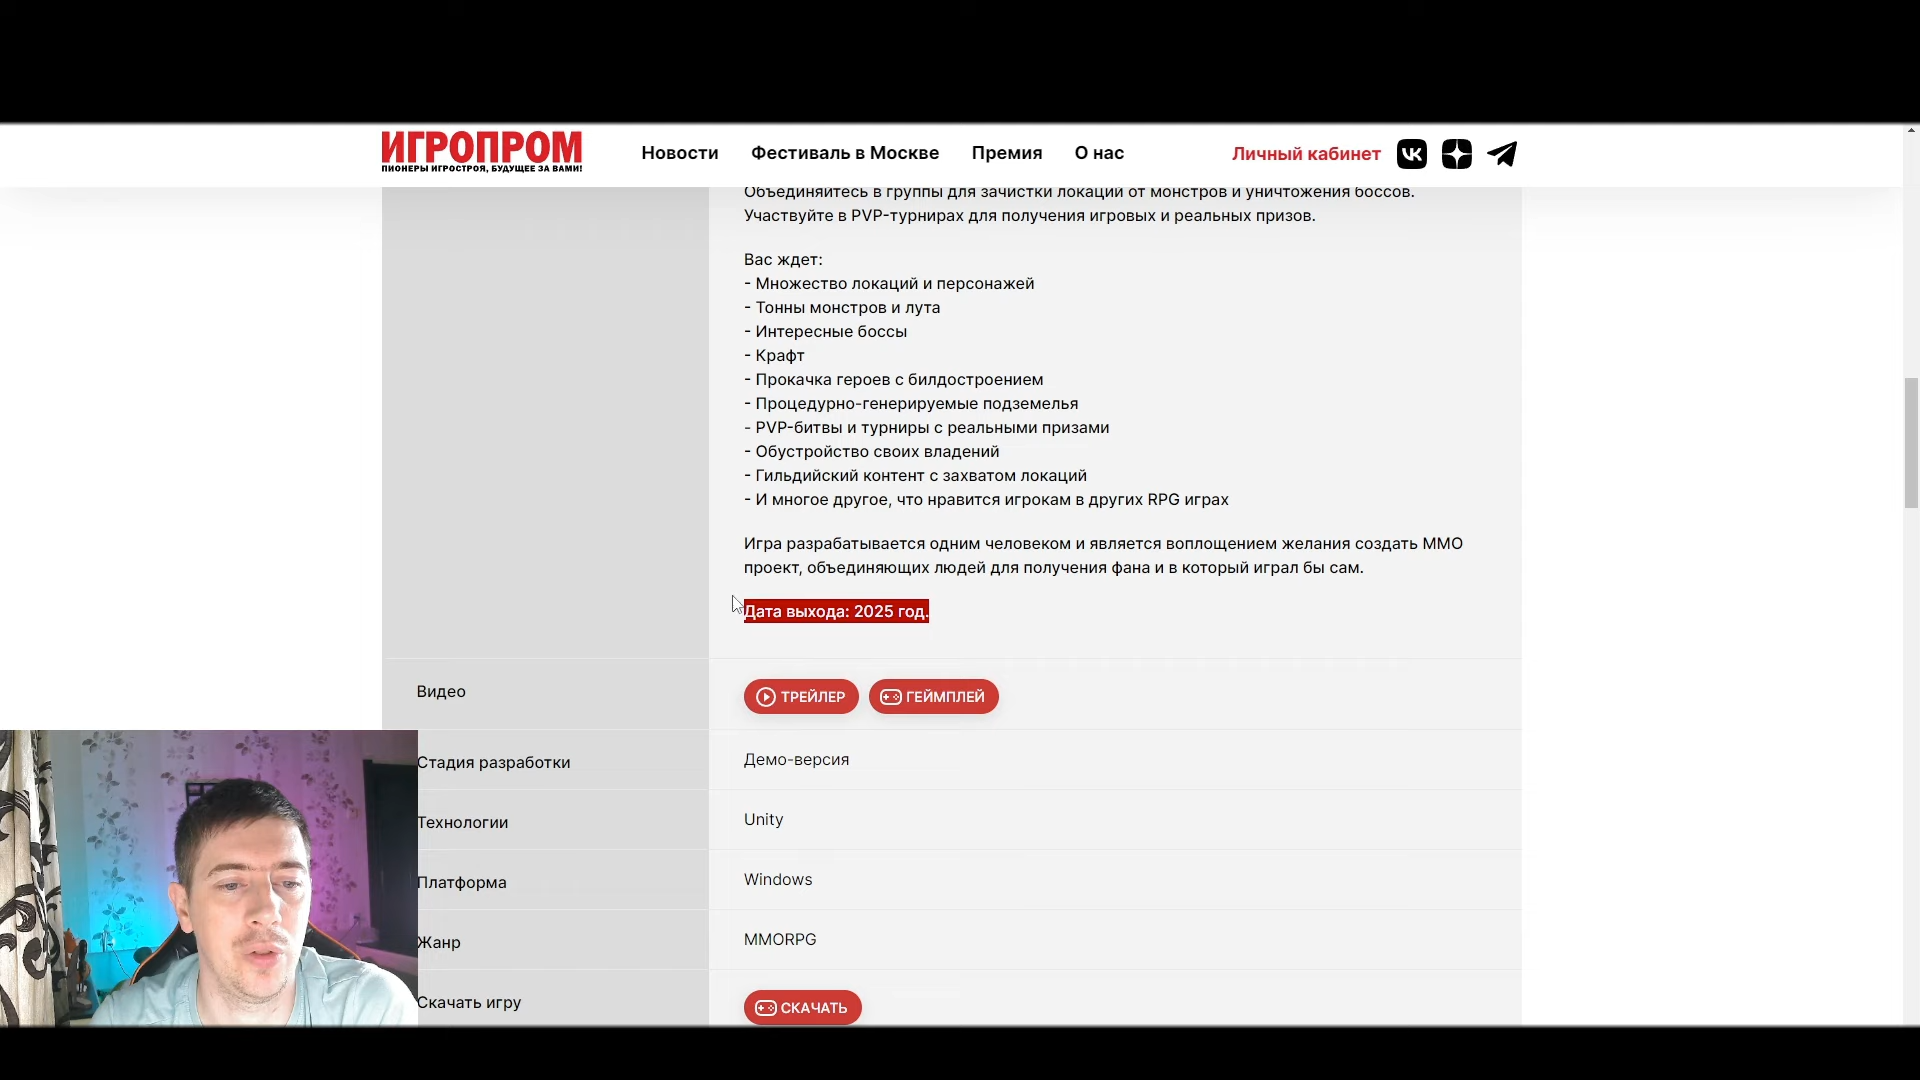 ИГРОПРОМ
ПИОНЕРЫ ИГРОСТРОЯ, БУДУЩЕЕ ЗА ВАМИ!
Новости
Фестиваль в Москве
Премия
О нас
Личный кабинет
Объединяйтесь в группы для зачистки локаций от монстров и уничтожения боссов.
Участвуйте в PVP-турнирах для получения игровых и реальных призов.
Вас ждет:
- Множество локаций и персонажей
- Тонны монстров и лута
- Интересные боссы
- Крафт
- Прокачка героев с билдостроением
- Процедурно-генерируемые подземелья
- PVP-битвы и турниры с реальными призами
- Обустройство своих владений
- Гильдийский контент с захватом локаций
- И многое другое, что нравится игрокам в других RPG играх
Игра разрабатывается одним человеком и является воплощением желания создать ММО
проект, объединяющих людей для получения фана и в который играл бы сам.
Дата выхода: 2025 год.
Видео
ТРЕЙЛЕР
ГЕЙМПЛЕЙ
Стадия разработки
Демо-версия
Технологии
Unity
Платформа
Windows
Жанр
MMORPG
Скачать игру
СКАЧАТЬ